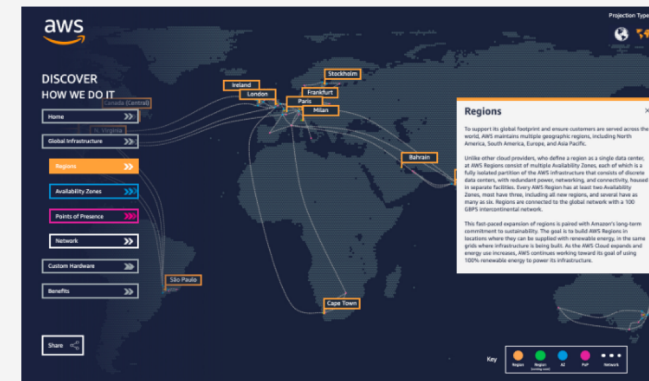 aws
Projection Type
DISCOVER
HOW WE DO IT
Home
Canada (Central)
N. Virginia
Global Infrastructure
Regions
Availability Zones
Points of Presence
Network
Custom Hardware
Benefits
Share
Stockholm
Ireland
Frankfurt
London
Paris
Milan
Bahrain
São Paulo
Cape Town
Regions
To support its global footprint and ensure customers are served across the
world, AWS maintains multiple geographic regions, including North
America, South America, Europe, and Asia Pacific.
Unlike other cloud providers, who define a region as a single data center,
at AWS Regions consist of multiple Availability Zones, each of which is a
fully isolated partition of the AWS infrastructure that consists of discrete
data centers, with redundant power, networking, and connectivity, housed
in separate facilities. Every AWS Region has at least two Availability
Zones, most have three, including all new regions, and several have as
many as six. Regions are connected to the global network with a 100
GBPS intercontinental network.
This fast-paced expansion of regions is paired with Amazon's long-term
commitment to sustainability. The goal is to build AWS Regions in
locations where they can be supplied with renewable energy, in the same
grids where infrastructure is being built. As the AWS Cloud expands and
energy use increases, AWS continues working toward its goal of using
100% renewable energy to power its infrastructure.
Key
Region
Region
(coming soon)
AZ
PoP
Network